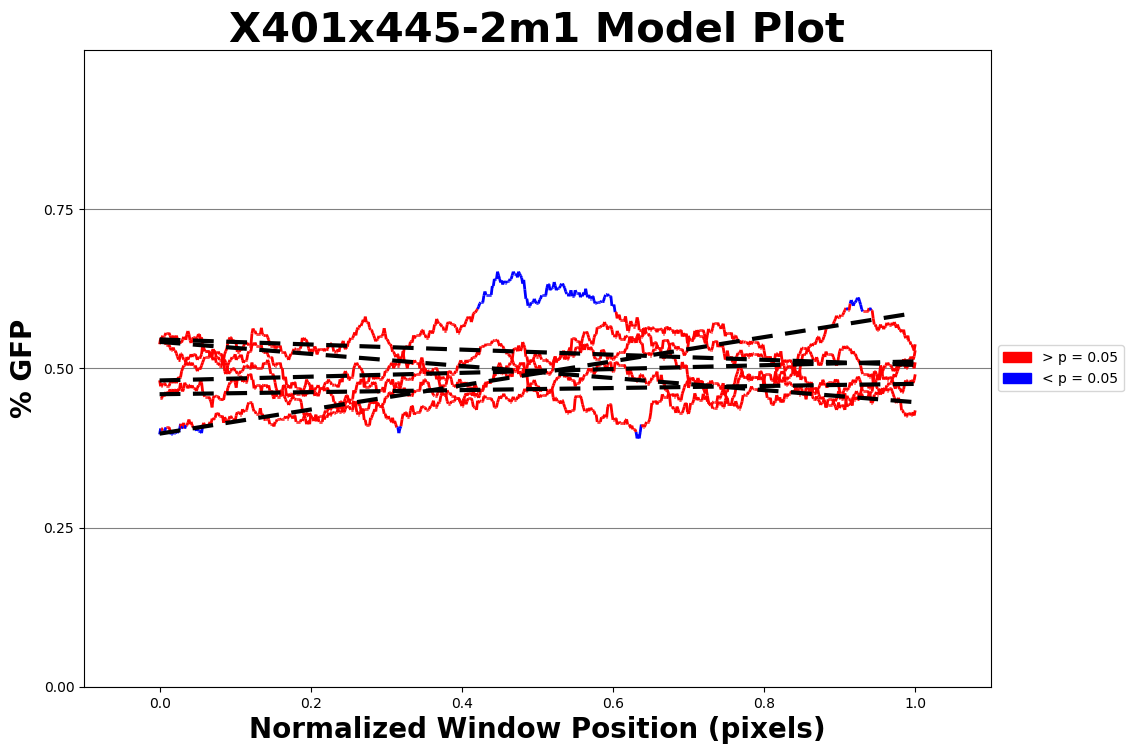 X401x445-2m1 Model Plot
% GFP
0.75
0.50
0.25
0.00
0.0 0.2 0.4 0.6 0.8 1.0
Normalized Window Position (pixels)
> p = 0.05
< p = 0.05